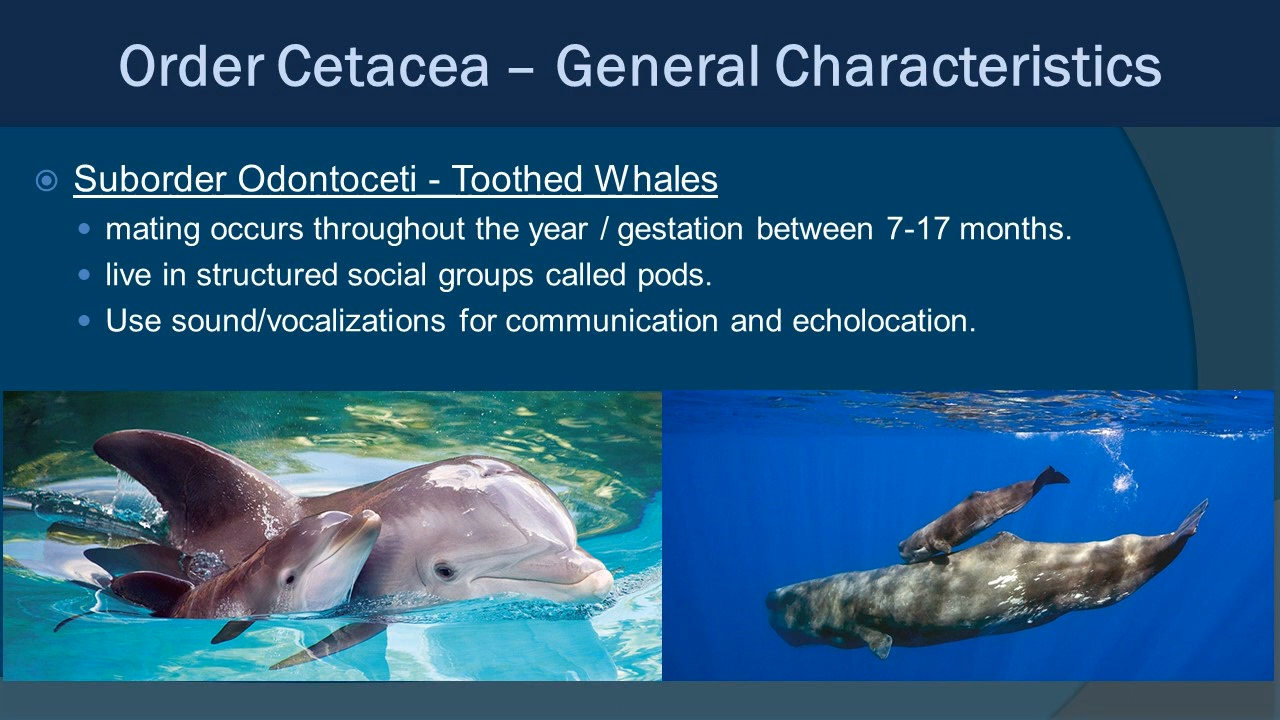 Order Cetacea – General Characteristics
Suborder Odontoceti - Toothed Whales
mating occurs throughout the year / gestation between 7-17 months.
live in structured social groups called pods.
Use sound/vocalizations for communication and echolocation.